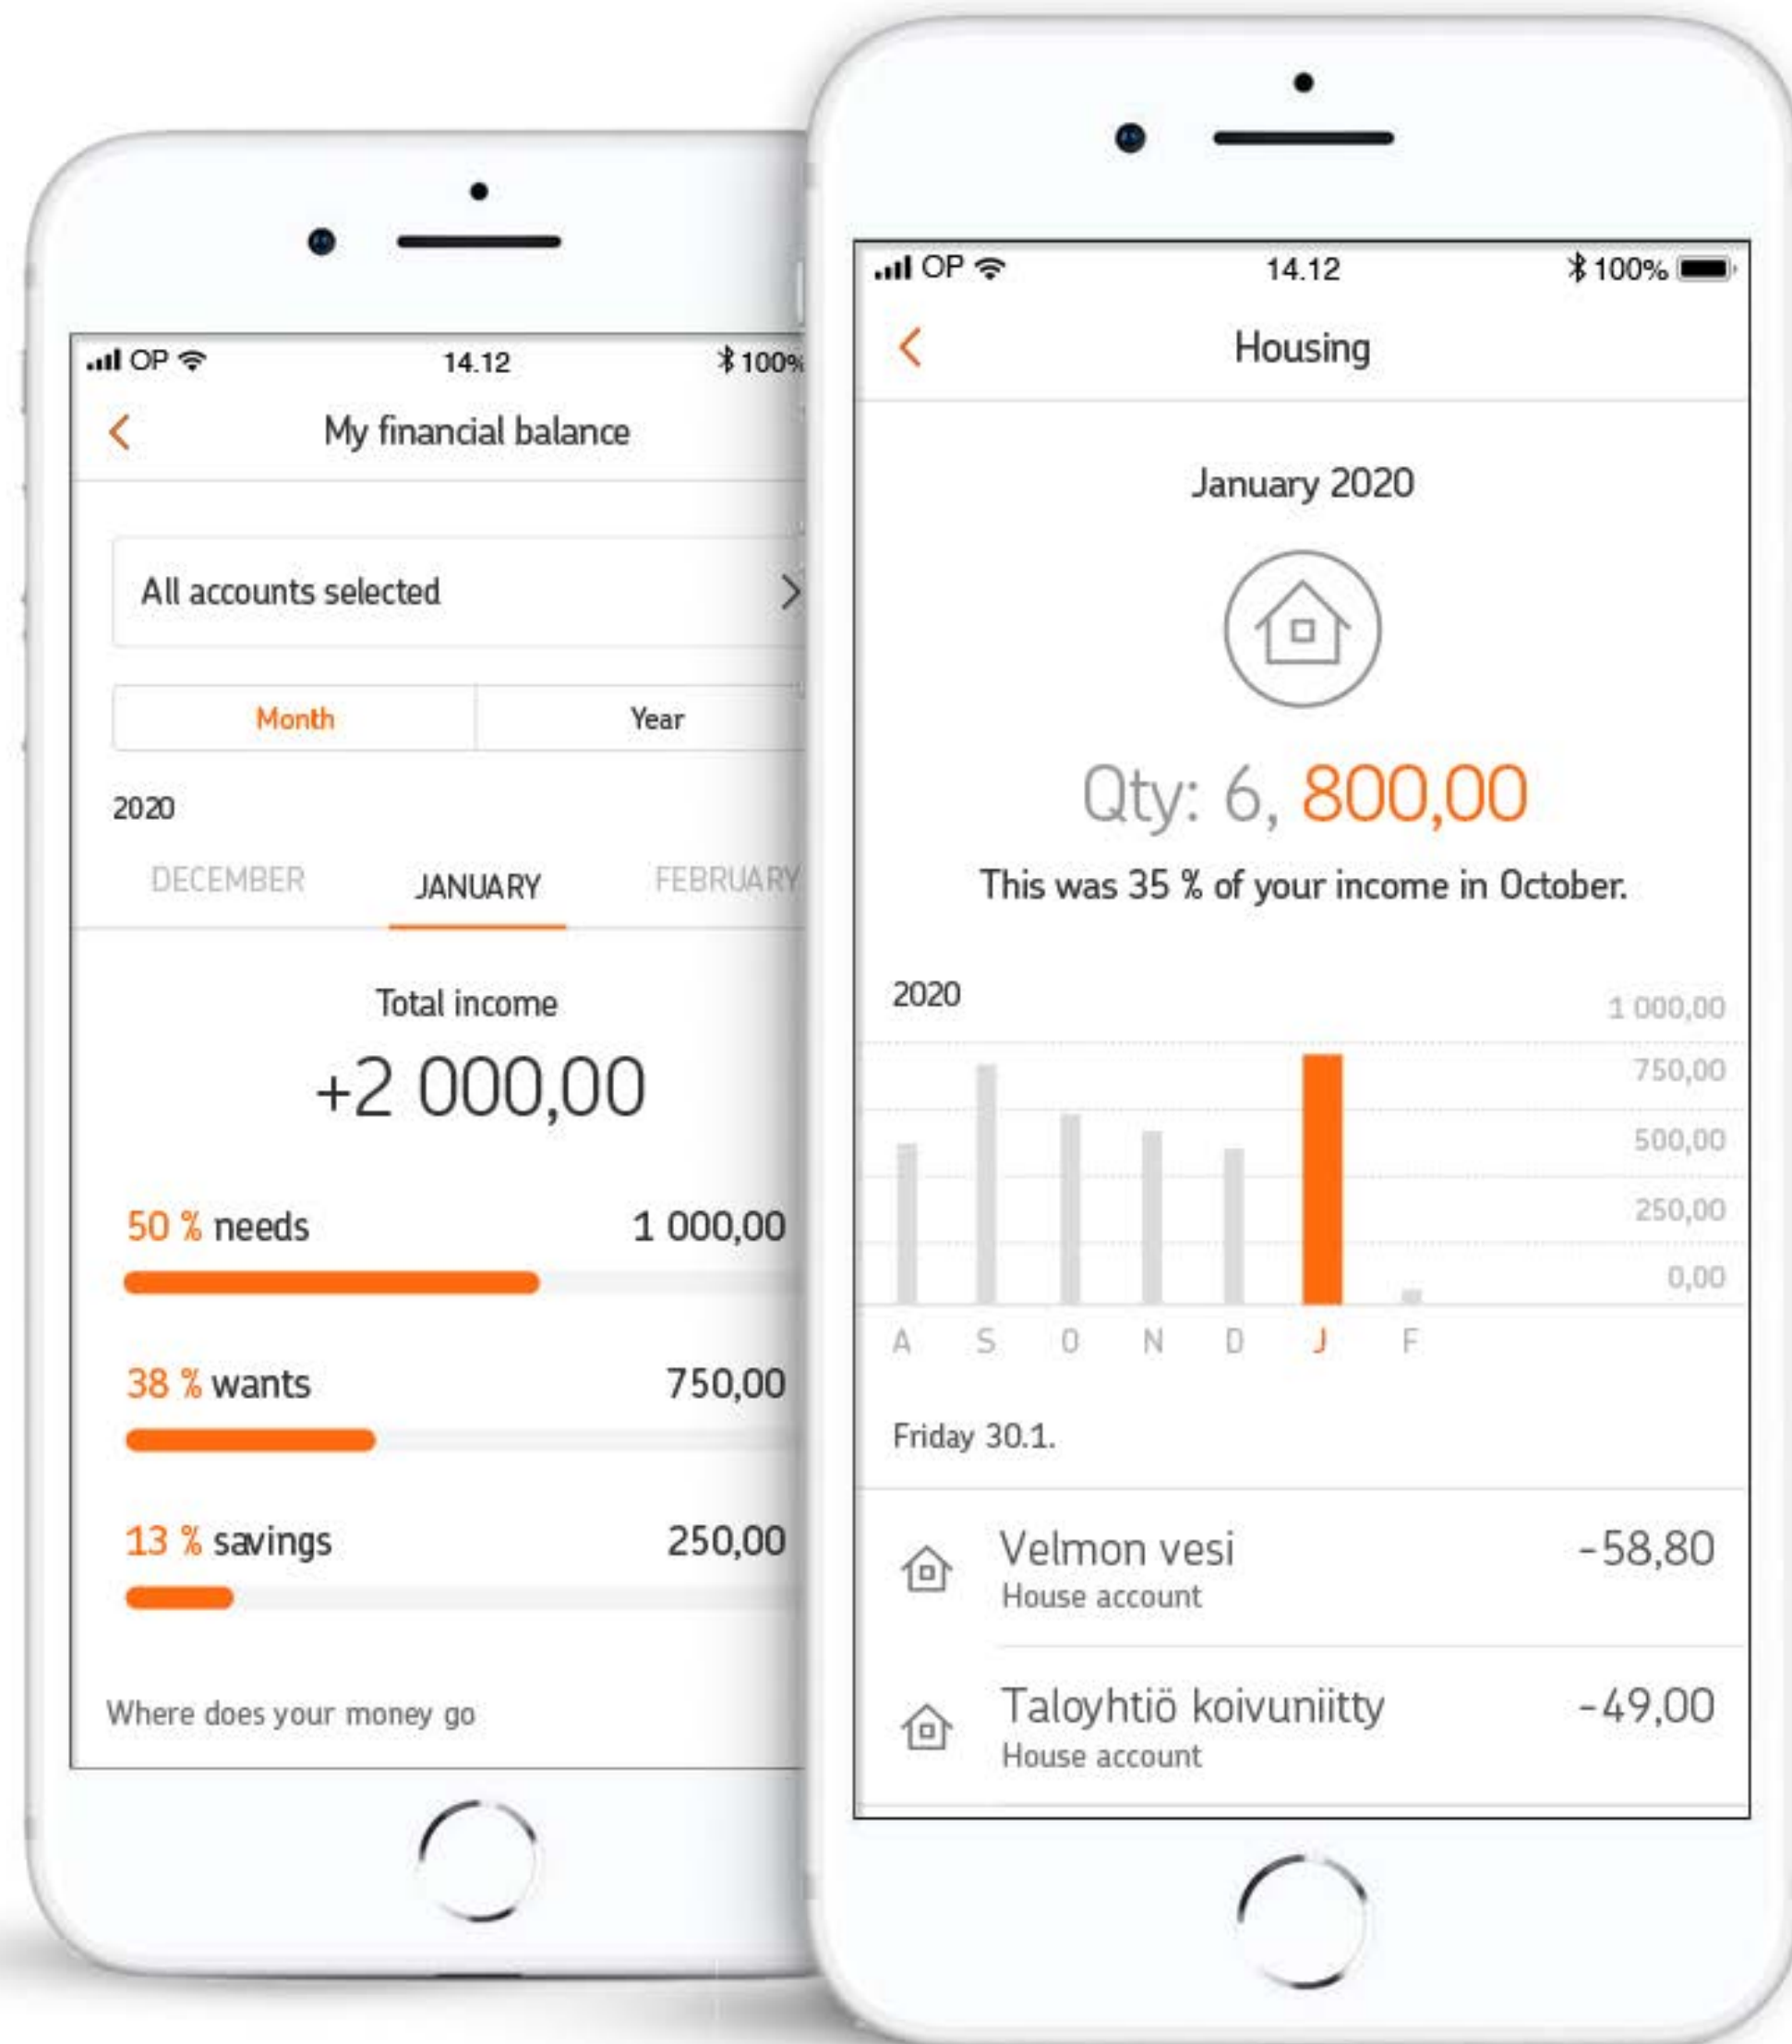 OP 14.12 100%
My financial balance
All accounts selected
Month Year
2020
DECEMBER JANUARY FEBRUARY
Total income
+2 000,00
50 % needs 1 000,00
38 % wants 750,00
13 % savings 250,00
Where does your money go
OP 14.12 100%
Housing
January 2020
Qty: 6, 800,00
This was 35 % of your income in October.
2020
1 000,00
750,00
500,00
250,00
0,00
A S O N D J F
Friday 30.1.
Velmon vesi -58,80
House account
Taloyhtiö koivuniitty -49,00
House account